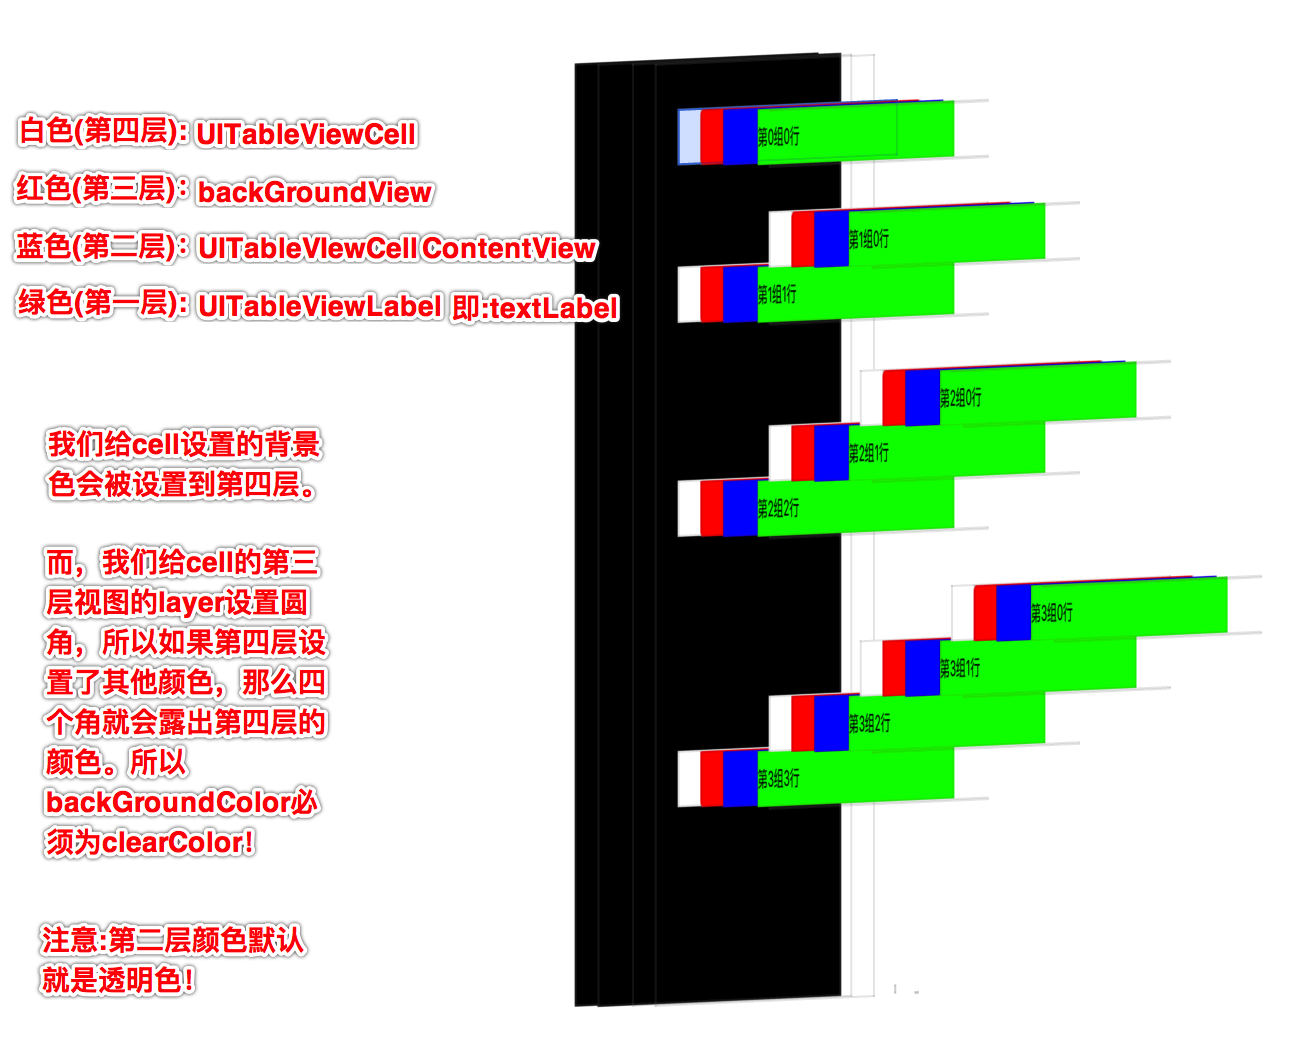 白色(第四层): UITableViewCell
红色(第三层): backGroundView
蓝色(第二层): UITableVIewCell ContentView
绿色(第一层): UITableViewLabel 即:textLabel
我们给cell设置的背景
色会被设置到第四层。
而，我们给cell的第三
层视图的layer设置圆
角，所以如果第四层设
置了其他颜色，那么四
个角就会露出第四层的
颜色。所以
backGroundColor必
须为clearColor！
注意:第二层颜色默认
就是透明色！
第0组0行
第1组0行
第1组1行
第2组0行
第2组1行
第2组2行
第3组0行
第3组1行
第3组2行
第3组3行